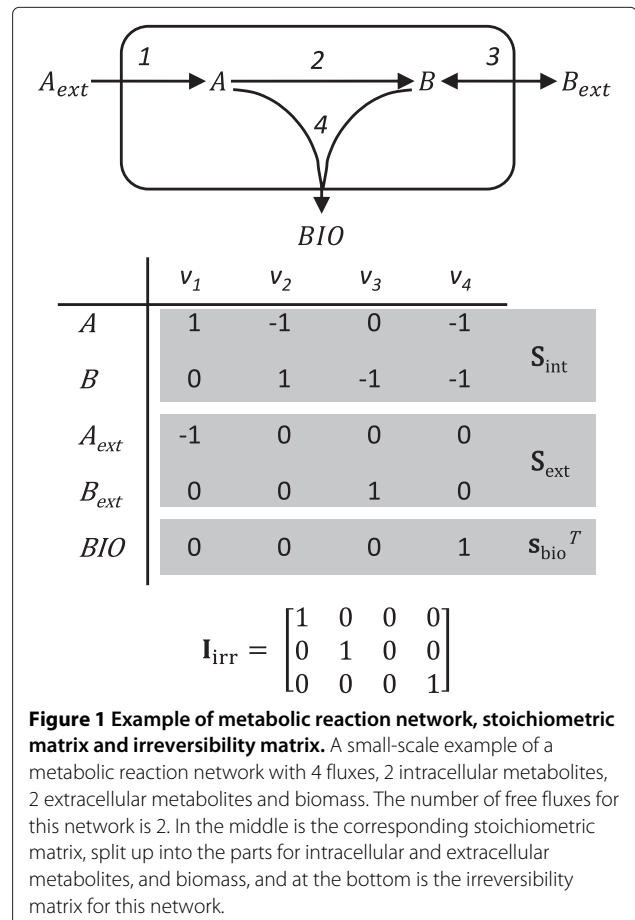 1 2 3
A_ext A B B_ext
4
BIO
v_1 v_2 v_3 v_4
A 1 -1 0 -1
S_int
B 0 1 -1 -1
A_ext -1 0 0 0
S_ext
B_ext 0 0 1 0
BIO 0 0 0 1 s_bio^T
I_irr = [1 0 0 0
0 1 0 0
0 0 0 1]
Figure 1 Example of metabolic reaction network, stoichiometric
matrix and irreversibility matrix. A small-scale example of a
metabolic reaction network with 4 fluxes, 2 intracellular metabolites,
2 extracellular metabolites and biomass. The number of free fluxes for
this network is 2. In the middle is the corresponding stoichiometric
matrix, split up into the parts for intracellular and extracellular
metabolites, and biomass, and at the bottom is the irreversibility
matrix for this network.